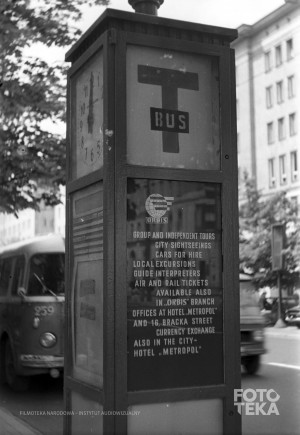 T
BUS
ORBIS
GROUP AND INDEPENDENT TOURS
CITY SIGNTSEEINGS
CARS FOR HIRE
LOCAL EXCURSIONS
GUIDE INTERPRETERS
AIR AND RAIL TICKETS
AVAILABLE ALSO
IN „ORBIS" BRANCH
OFFICES AT HOTEL „METROPOL"
AND 16 BRACKA STREET
CURRENCY EXCHANGE
ALSO IN THE CITY-
HOTEL „METROPOL"
259
FOTO
TEKA
FILMOTEKA NARODOWA - INSTYTUT AUDIOWIZUALNY